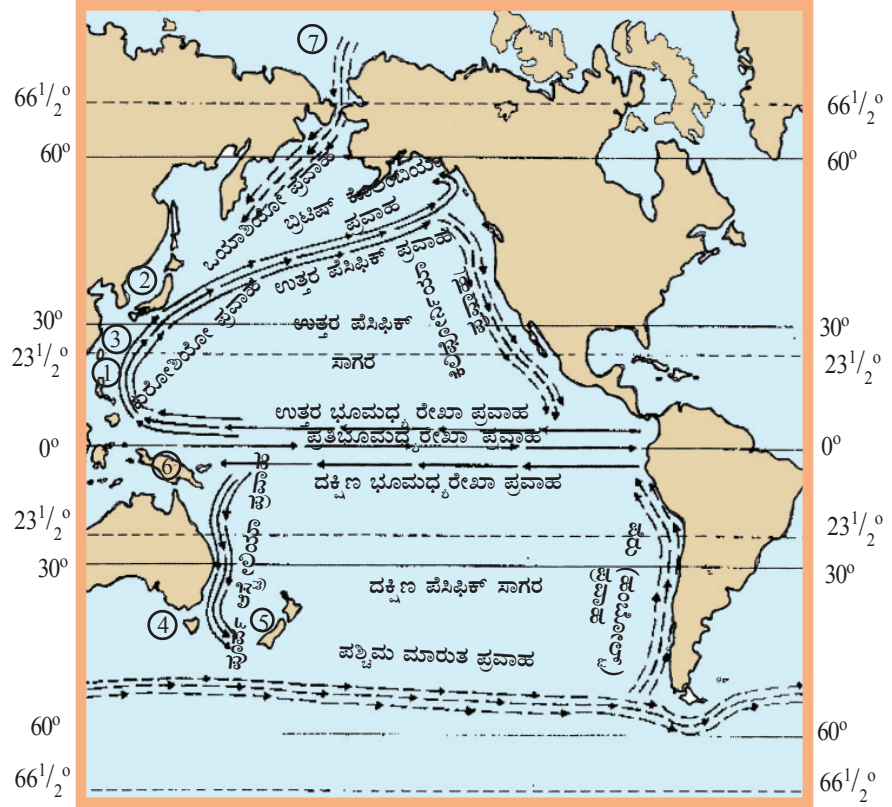 ⑦
66 1/2°
66 1/2°
60°
60°
ಒಯಾಶಿಯೋ ಪ್ರವಾಹ
ಬ್ರಿಟಿಷ್ ಕೊಲಂಬಿಯಾ
ಪ್ರವಾಹ
ಉತ್ತರ ಪೆಸಿಫಿಕ್ ಪ್ರವಾಹ
②
ಪ್ರವಾಹ
30°
30°
③
ಉತ್ತರ ಪೆಸಿಫಿಕ್
ಸಾಗರ
23 1/2°
23 1/2°
①
ಪ್ರವಾಹ
ಉತ್ತರ ಭೂಮಧ್ಯ ರೇಖಾ ಪ್ರವಾಹ
ಪ್ರತಿಭೂಮಧ್ಯರೇಖಾ ಪ್ರವಾಹ
0°
0°
⑥
ದಕ್ಷಿಣ ಭೂಮಧ್ಯರೇಖಾ ಪ್ರವಾಹ
23 1/2°
23 1/2°
30°
30°
ದಕ್ಷಿಣ ಪೆಸಿಫಿಕ್ ಸಾಗರ
④
⑤
ಪಶ್ಚಿಮ ಮಾರುತ ಪ್ರವಾಹ
60°
60°
66 1/2°
66 1/2°